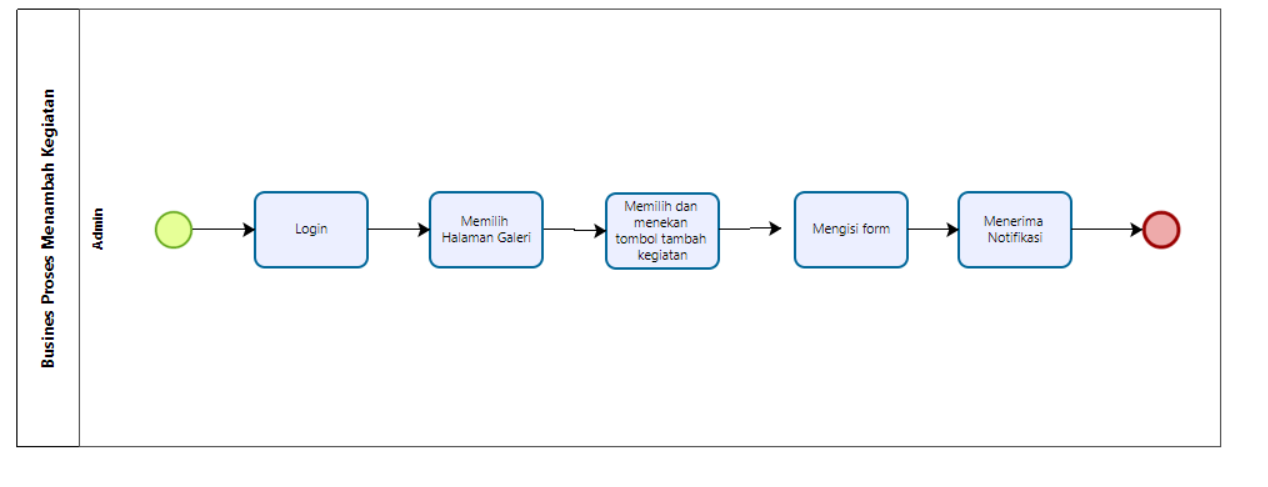 Busines Proses Menambah Kegiatan
Admin
Login
Memilih
Halaman Galeri
Memilih dan
menekan
tombol tambah
kegiatan
Mengisi form
Menerima
Notifikasi